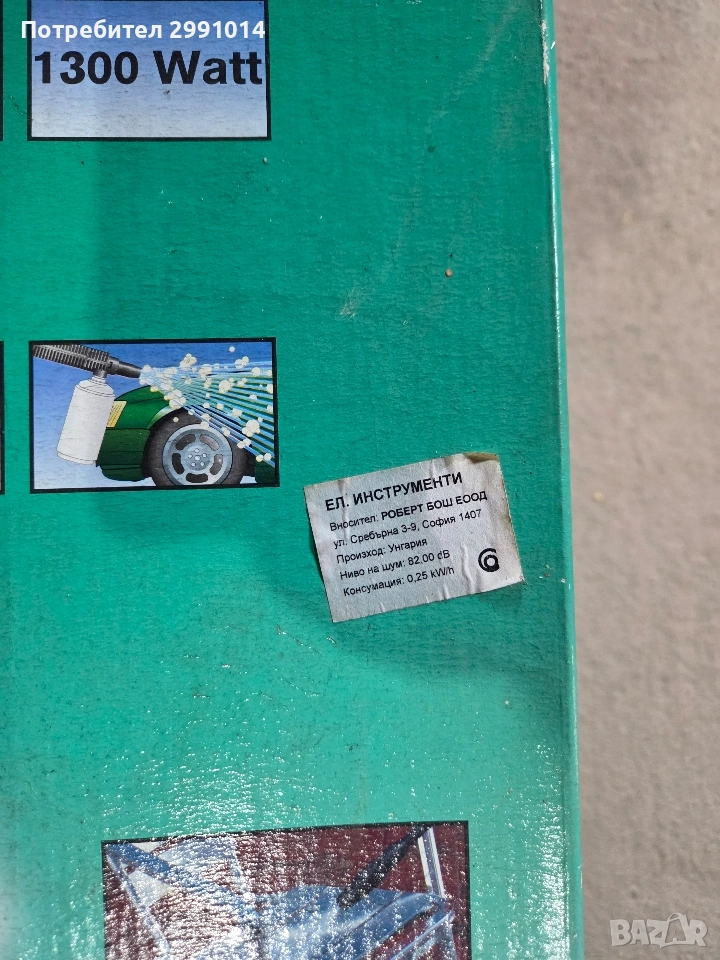 Потребител 2991014
1300 Watt
ЕЛ. ИНСТРУМЕНТИ
Вносител: РОБЕРТ БОШ ЕООД
ул. Сребърна 3-9, София 1407
Произход: Унгария
Ниво на шум: 82,00 dB
Консумация: 0,25 kW/h
BAZAR